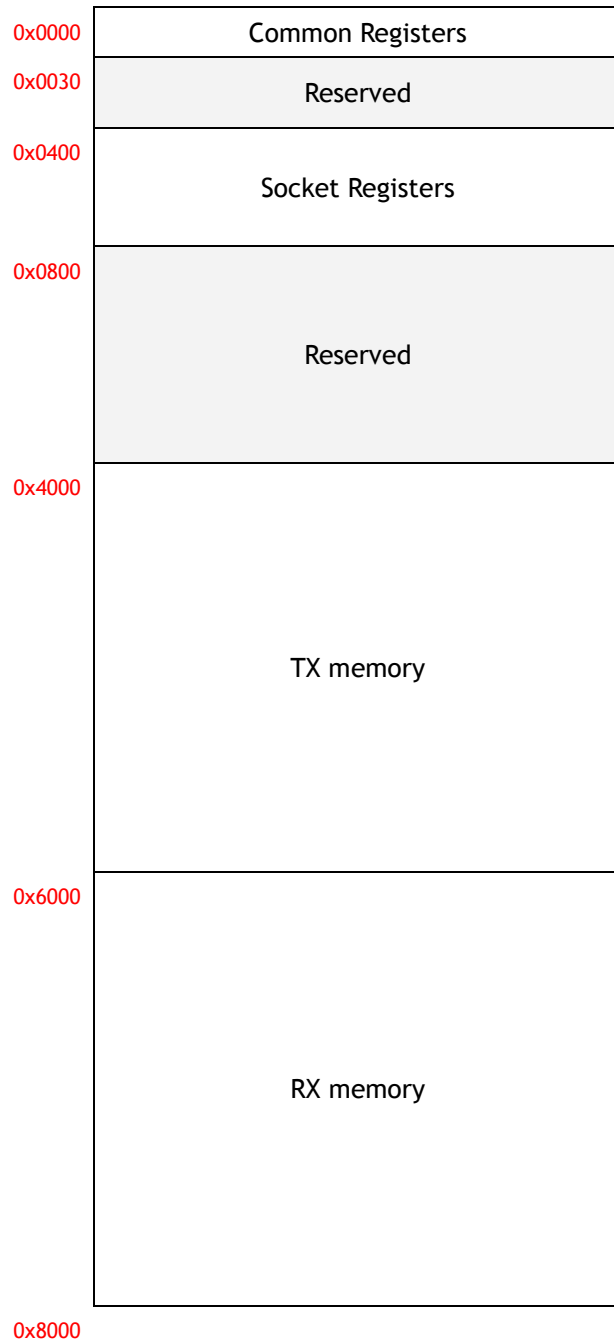 0x0000 Common Registers
0x0030 Reserved
0x0400 Socket Registers
0x0800 Reserved
0x4000 TX memory
0x6000 RX memory
0x8000